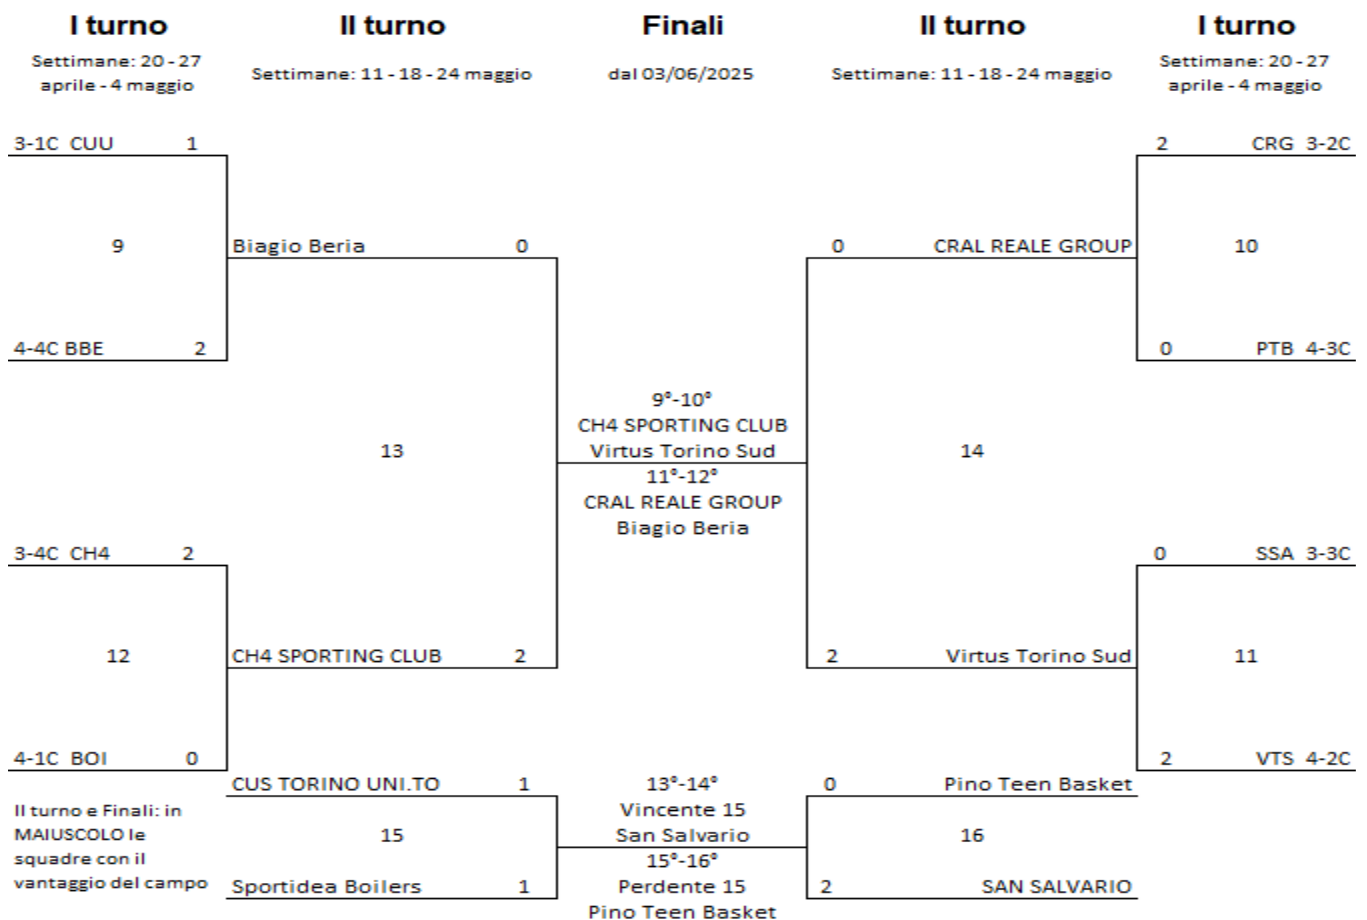 I turno II turno Finali II turno I turno
Settimane: 20 - 27 aprile - 4 maggio
Settimane: 11 - 18 - 24 maggio
dal 03/06/2025
Settimane: 11 - 18 - 24 maggio
Settimane: 20 - 27 aprile - 4 maggio
3-1C CUU 1 2 CRG 3-2C
9 Biagio Beria 0 0 CRAL REALE GROUP 10
4-4C BBE 2 0 PTB 4-3C
9°-10°
CH4 SPORTING CLUB
13 Virtus Torino Sud 14
11°-12°
CRAL REALE GROUP
Biagio Beria
3-4C CH4 2 0 SSA 3-3C
12 CH4 SPORTING CLUB 2 2 Virtus Torino Sud 11
4-1C BOI 0 2 VTS 4-2C
CUS TORINO UNI.TO 1 13°-14° 0 Pino Teen Basket
Vincente 15
15 San Salvario 16
15°-16°
Sportidea Boilers 1 Perdente 15 2 SAN SALVARIO
Pino Teen Basket
II turno e Finali: in
MAIUSCOLO le
squadre con il
vantaggio del campo